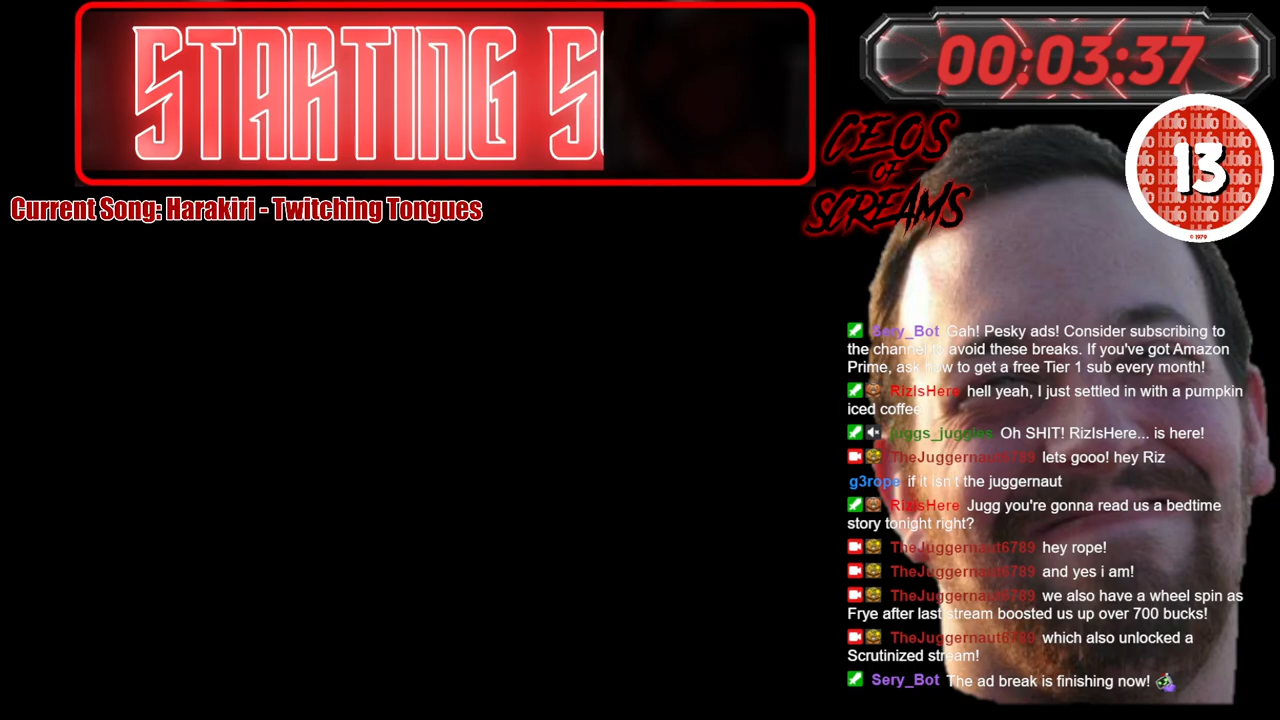 STARTING S
00:03:37
CEOS
OF
SCREAMS
13
bbfc bbfc bbfc
© 1979
Current Song: Harakiri - Twitching Tongues
Sery_Bot Gah! Pesky ads! Consider subscribing to
the channel to avoid these breaks. If you've got Amazon
Prime, ask how to get a free Tier 1 sub every month!
RizIsHere hell yeah, I just settled in with a pumpkin
iced coffee
juggs_juggles Oh SHIT! RizIsHere... is here!
TheJuggernaut6789 lets gooo! hey Riz
g3rope if it isn't the juggernaut
RizIsHere Jugg you're gonna read us a bedtime
story tonight right?
TheJuggernaut6789 hey rope!
TheJuggernaut6789 and yes i am!
TheJuggernaut6789 we also have a wheel spin as
Frye after last stream boosted us up over 700 bucks!
TheJuggernaut6789 which also unlocked a
Scrutinized stream!
Sery_Bot The ad break is finishing now!